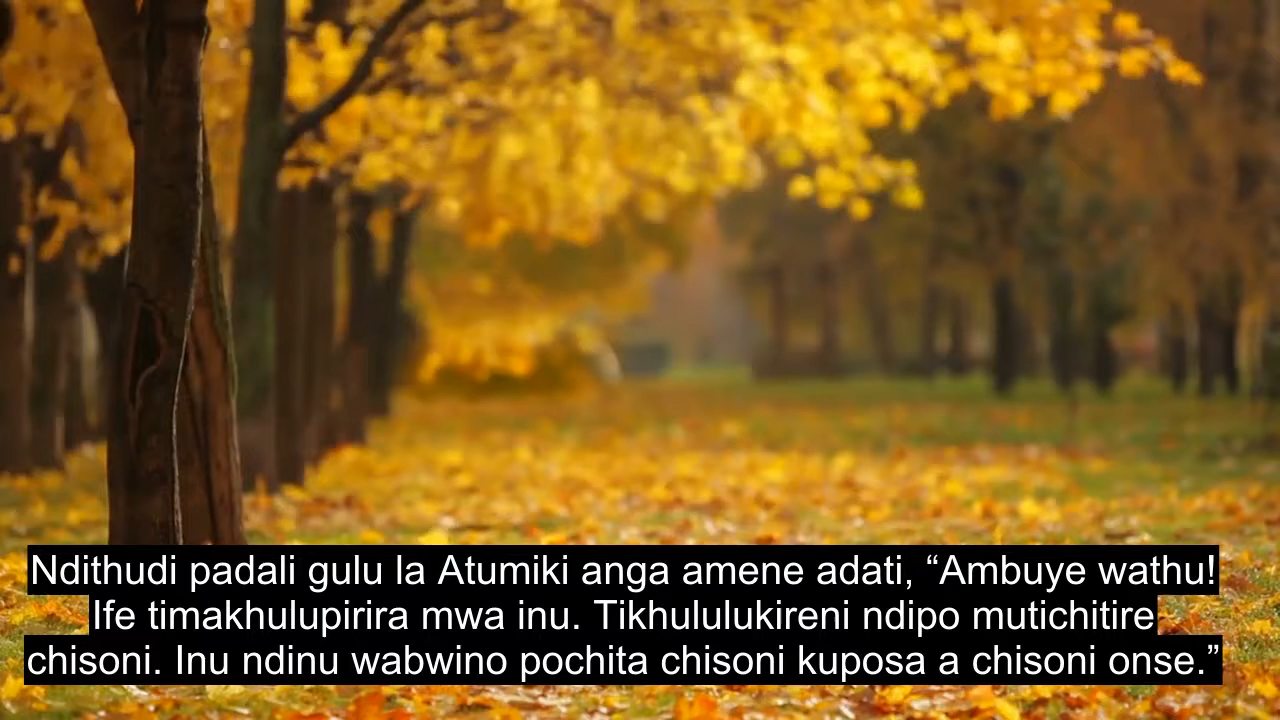 Ndithudi padali gulu la Atumiki anga amene adati, “Ambuye wathu!
Ife timakhulupirira mwa inu. Tikhululukireni ndipo mutichitire
chisoni. Inu ndinu wabwino pochita chisoni kuposa a chisoni onse.”